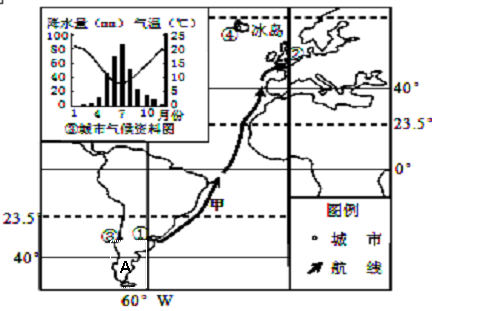 降水量(mm) 气温(℃)
100 25
80 20
60 15
40 10
20 5
0 0
1 4 7 10 月份
③城市气候资料图
④ 冰岛
②
40°
23.5°
0°
甲
23.5°
③ ①
40°
A
60° W
图例
城 市
航 线